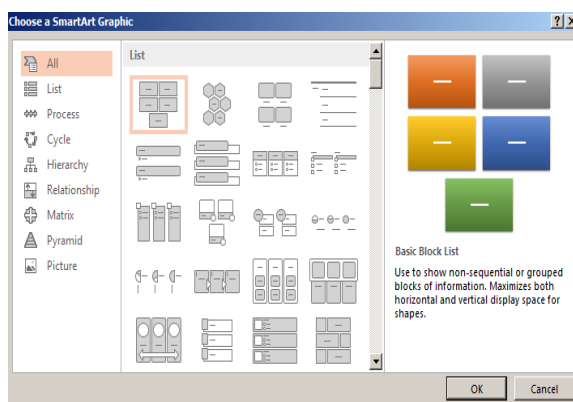 Choose a SmartArt Graphic
All
List
Process
Cycle
Hierarchy
Relationship
Matrix
Pyramid
Picture
List
Basic Block List
Use to show non-sequential or grouped
blocks of information. Maximizes both
horizontal and vertical display space for
shapes.
OK
Cancel